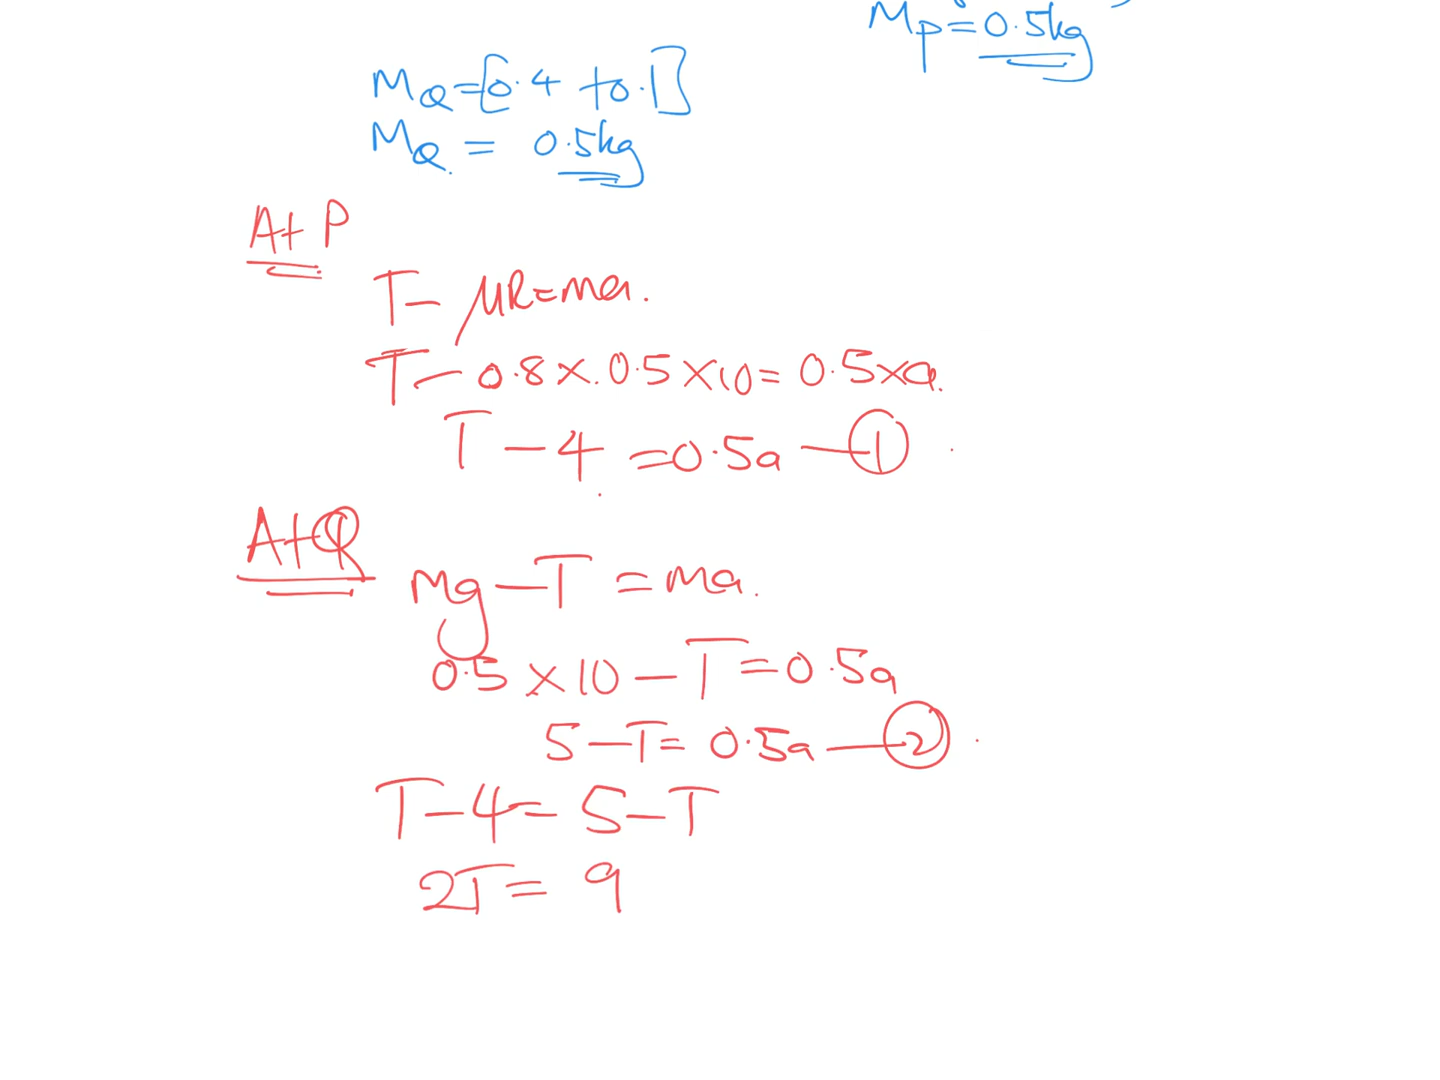 Mp=0.5kg
MQ=[0.4+0.1]
MQ = 0.5kg
At P
T- μR=ma.
T-0.8×0.5×10=0.5×a
T-4=0.5a-①
At Q
Mg-T=ma.
0.5×10-T=0.5a
5-T=0.5a-②
T-4=5-T
2T=9